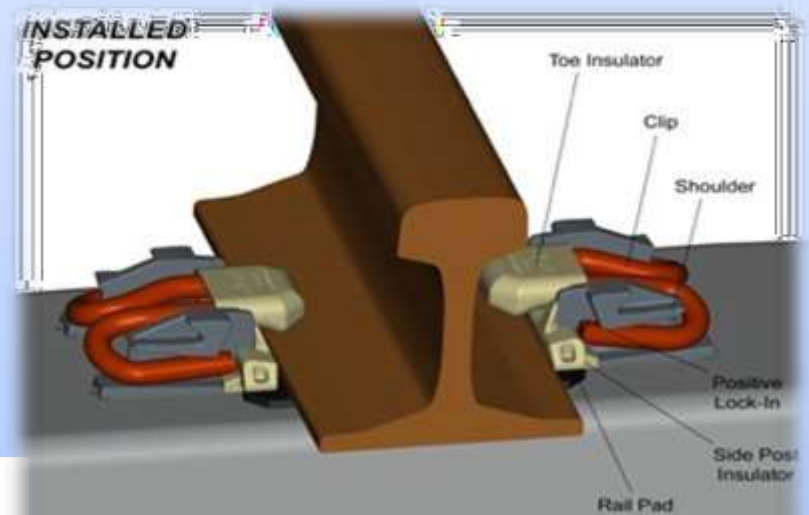 INSTALLED
POSITION
Toe Insulator
Clip
Shoulder
Positive
Lock-In
Side Post
Insulator
Rail Pad